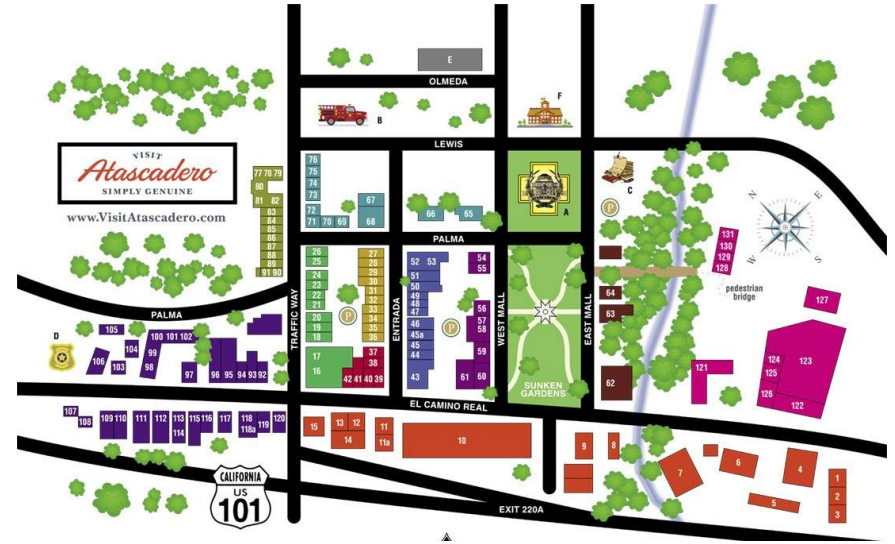 E
OLMEDA
F
B
LEWIS
VISIT
Atascadero
SIMPLY GENUINE
www.VisitAtascadero.com
76
75
74
73
72
71 70 69
67
68
66
65
A
C
P
77 78 79
80
81 82
83
84
85
86
87
88
89
91 90
PALMA
N
E
S
W
131
130
129
128
pedestrian
bridge
127
26
25
24
23
22
21
20
19
18
17
16
27
28
29
30
31
32
33
34
35
36
P
37
38
42 41 40 39
52 53
51
50
49
48
47
46
45a
45
44
43
54
55
56
57
58
59
60
61
P
64
63
62
TRAFFIC WAY
ENTRADA
WEST MALL
EAST MALL
SUNKEN
GARDENS
121
123
124
125
126
122
PALMA
D
105
104
103
106
100 101 102
99
98
97
96 95 94 93 92
EL CAMINO REAL
107
108
109 110
111
112
113
114
115 116
117
118
118a
119
120
15
13 12
14
11
11a
10
9
8
7
6
5
4
1
2
3
CALIFORNIA
US
101
EXIT 220A